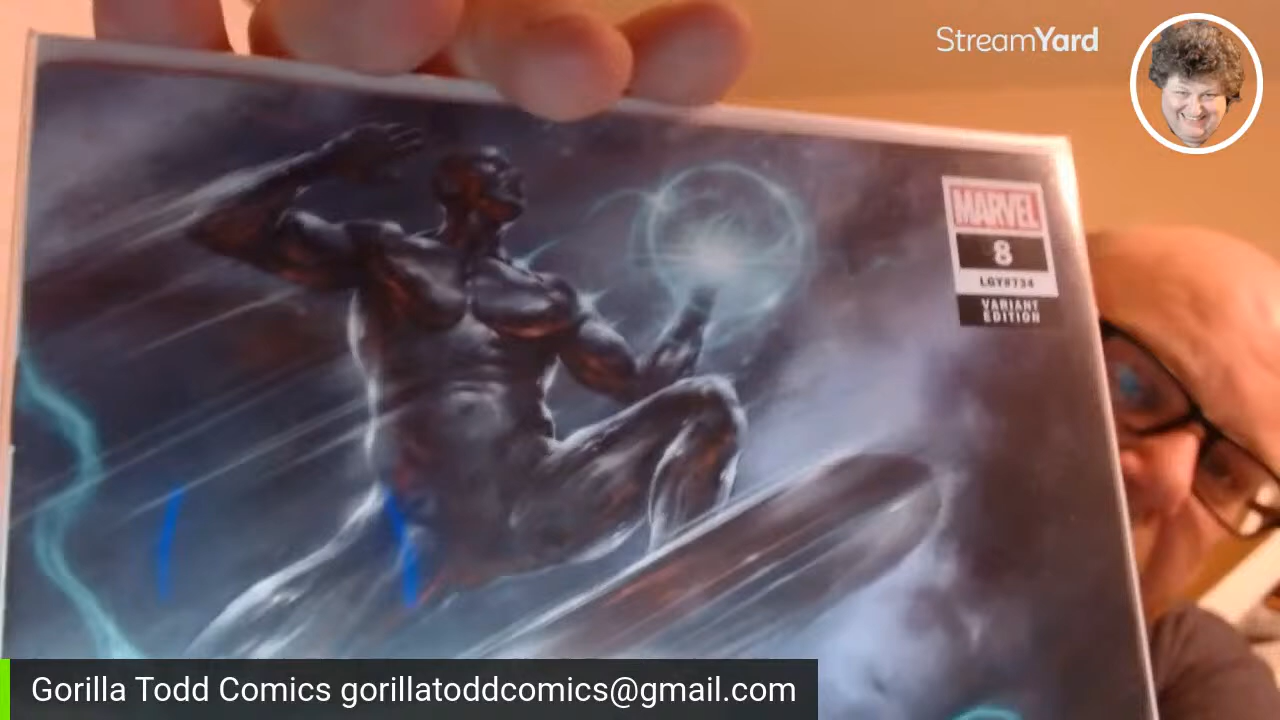 StreamYard
MARVEL
8
LGY#734
VARIANT
EDITION
Gorilla Todd Comics gorillatoddcomics@gmail.com